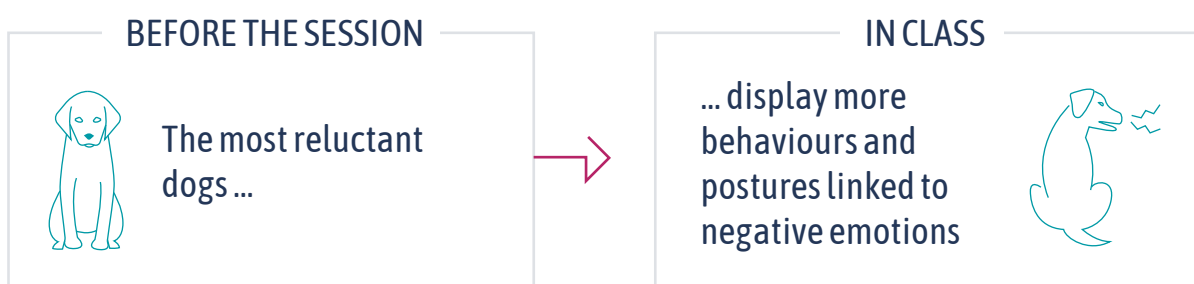 BEFORE THE SESSION
The most reluctant
dogs ...
IN CLASS
... display more
behaviours and
postures linked to
negative emotions